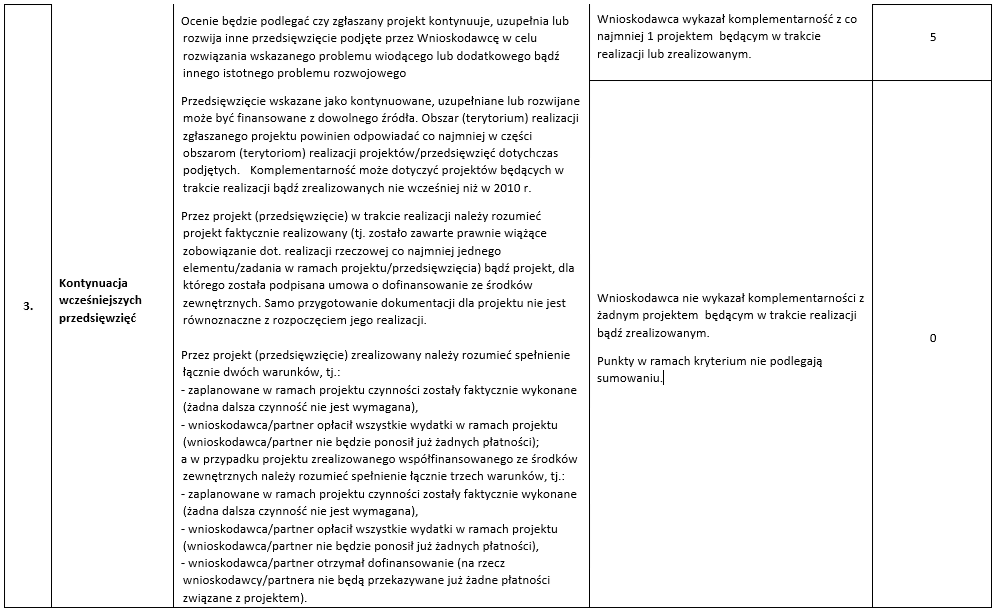 3.
Kontynuacja
wcześniejszych
przedsięwzięć
Ocenie będzie podlegać czy zgłaszany projekt kontynuuje, uzupełnia lub
rozwija inne przedsięwzięcie podjęte przez Wnioskodawcę w celu
rozwiązania wskazanego problemu wiodącego lub dodatkowego bądź
innego istotnego problemu rozwojowego
Przedsięwzięcie wskazane jako kontynuowane, uzupełniane lub rozwijane
może być finansowane z dowolnego źródła. Obszar (terytorium) realizacji
zgłaszanego projektu powinien odpowiadać co najmniej w części
obszarom (terytoriom) realizacji projektów/przedsięwzięć dotychczas
podjętych.   Komplementarność może dotyczyć projektów będących w
trakcie realizacji bądź zrealizowanych nie wcześniej niż w 2010 r.
Przez projekt (przedsięwzięcie) w trakcie realizacji należy rozumieć
projekt faktycznie realizowany (tj. zostało zawarte prawnie wiążące
zobowiązanie dot. realizacji rzeczowej co najmniej jednego
elementu/zadania w ramach projektu/przedsięwzięcia) bądź projekt, dla
którego została podpisana umowa o dofinansowanie ze środków
zewnętrznych. Samo przygotowanie dokumentacji dla projektu nie jest
równoznaczne z rozpoczęciem jego realizacji.
Przez projekt (przedsięwzięcie) zrealizowany należy rozumieć spełnienie
łącznie dwóch warunków, tj.:
- zaplanowane w ramach projektu czynności zostały faktycznie wykonane
(żadna dalsza czynność nie jest wymagana),
- wnioskodawca/partner opłacił wszystkie wydatki w ramach projektu
(wnioskodawca/partner nie będzie ponosił już żadnych płatności);
a w przypadku projektu zrealizowanego współfinansowanego ze środków
zewnętrznych należy rozumieć spełnienie łącznie trzech warunków, tj.:
- zaplanowane w ramach projektu czynności zostały faktycznie wykonane
(żadna dalsza czynność nie jest wymagana),
- wnioskodawca/partner opłacił wszystkie wydatki w ramach projektu
(wnioskodawca/partner nie będzie ponosił już żadnych płatności),
- wnioskodawca/partner otrzymał dofinansowanie (na rzecz
wnioskodawcy/partnera nie będą przekazywane już żadne płatności
związane z projektem).
Wnioskodawca wykazał komplementarność z co
najmniej 1 projektem  będącym w trakcie
realizacji lub zrealizowanym.
5
Wnioskodawca nie wykazał komplementarności z
żadnym projektem  będącym w trakcie realizacji
bądź zrealizowanym.
Punkty w ramach kryterium nie podlegają
sumowaniu.
0